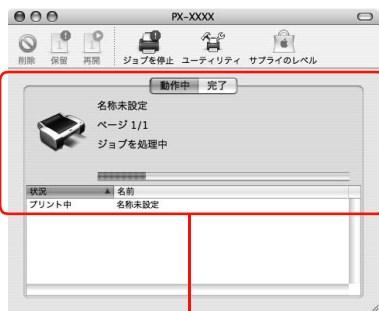 PX-XXXX
削除 保留 再開 ジョブを停止 ユーティリティ サプライのレベル
動作中 完了
名称未設定
ページ 1/1
ジョブを処理中
状況 名前
プリント中 名称未設定